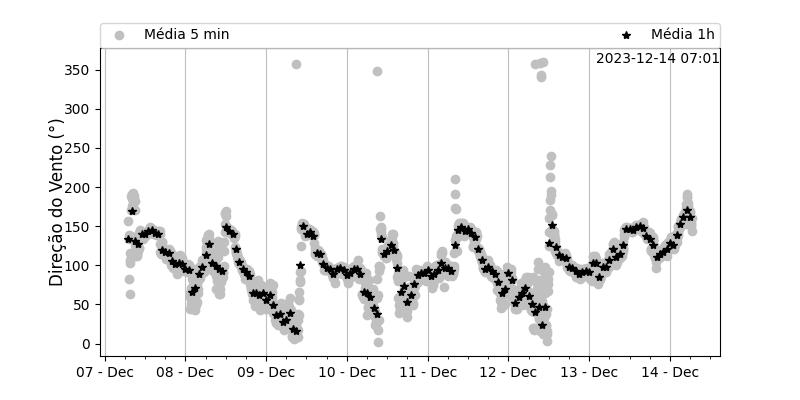 Média 5 min
Média 1h
2023-12-14 07:01
Direção do Vento (°)
350
300
250
200
150
100
50
0
07 - Dec
08 - Dec
09 - Dec
10 - Dec
11 - Dec
12 - Dec
13 - Dec
14 - Dec